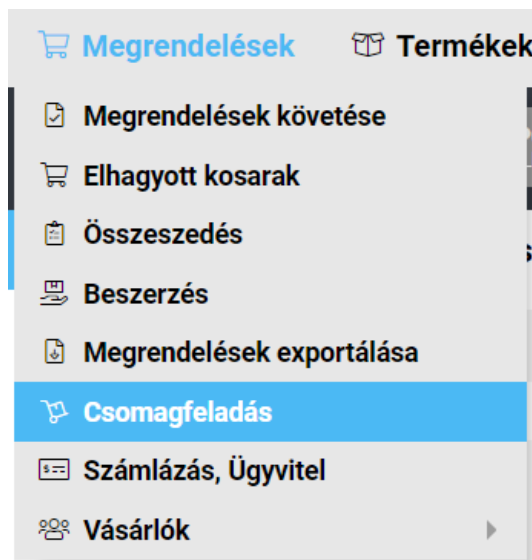 Megrendelések Termékek
Megrendelések követése
Elhagyott kosarak
Összeszedés
Beszerzés
Megrendelések exportálása
Csomagfeladás
Számlázás, Ügyvitel
Vásárlók